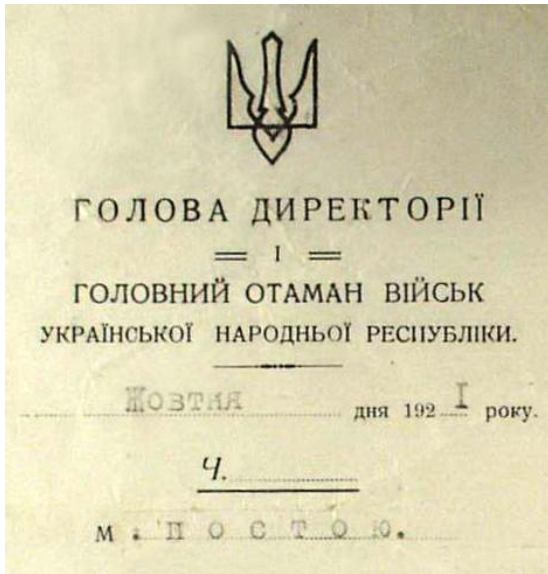 ГОЛОВА ДИРЕКТОРІЇ
І
ГОЛОВНИЙ ОТАМАН ВІЙСЬК
УКРАЇНСЬКОЇ НАРОДНЬОЇ РЕСПУБЛІКИ.
Жовтня дня 192 І року.
Ч.
М. ПОСТОЮ.